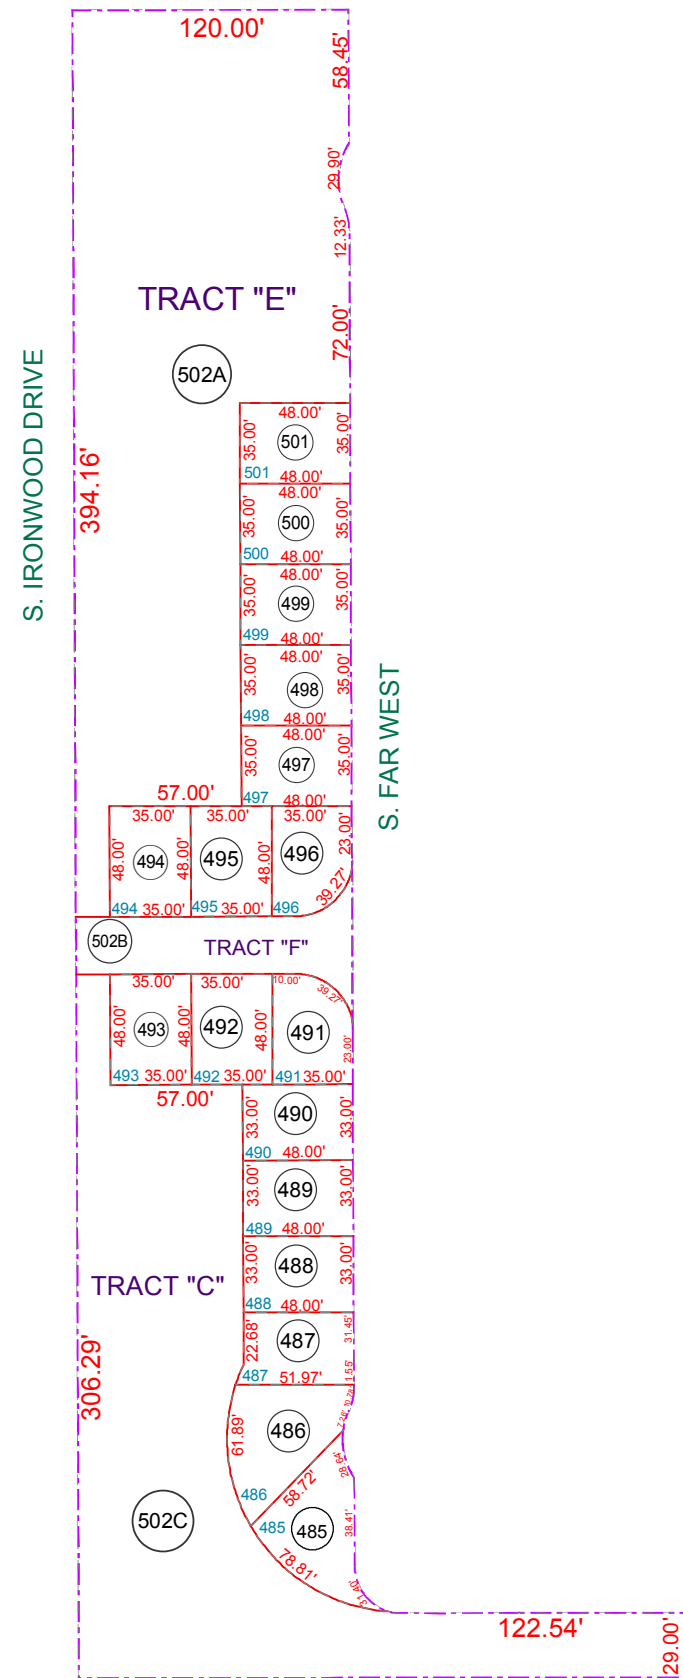 120.00'
58.45'
29.90'
12.33'
TRACT "E"
72.00'
502A
S. IRONWOOD DRIVE
394.16'
48.00'
35.00' 501 35.00'
501 48.00'
48.00'
35.00' 500 35.00'
500 48.00'
48.00'
35.00' 499 35.00'
499 48.00'
48.00'
35.00' 498 35.00'
498 48.00'
S. FAR WEST
48.00'
35.00' 497 35.00'
497 48.00'
57.00'
35.00' 35.00' 35.00'
48.00' 494 48.00' 495 48.00' 496 23.00'
39.27'
494 35.00' 495 35.00' 496
502B TRACT "F"
35.00' 35.00' 10.00' 39.27'
48.00' 493 48.00' 492 48.00' 491 23.00'
493 35.00' 492 35.00' 491 35.00'
57.00'
33.00' 490 33.00'
490 48.00'
33.00' 489 33.00'
489 48.00'
33.00' 488 33.00'
488 48.00'
TRACT "C"
306.29'
22.68' 487 31.45'
487 51.97'
61.89' 486
28.64'
486 58.72'
485 485 38.41'
502C
78.81' 31.40'
122.54'
29.00'